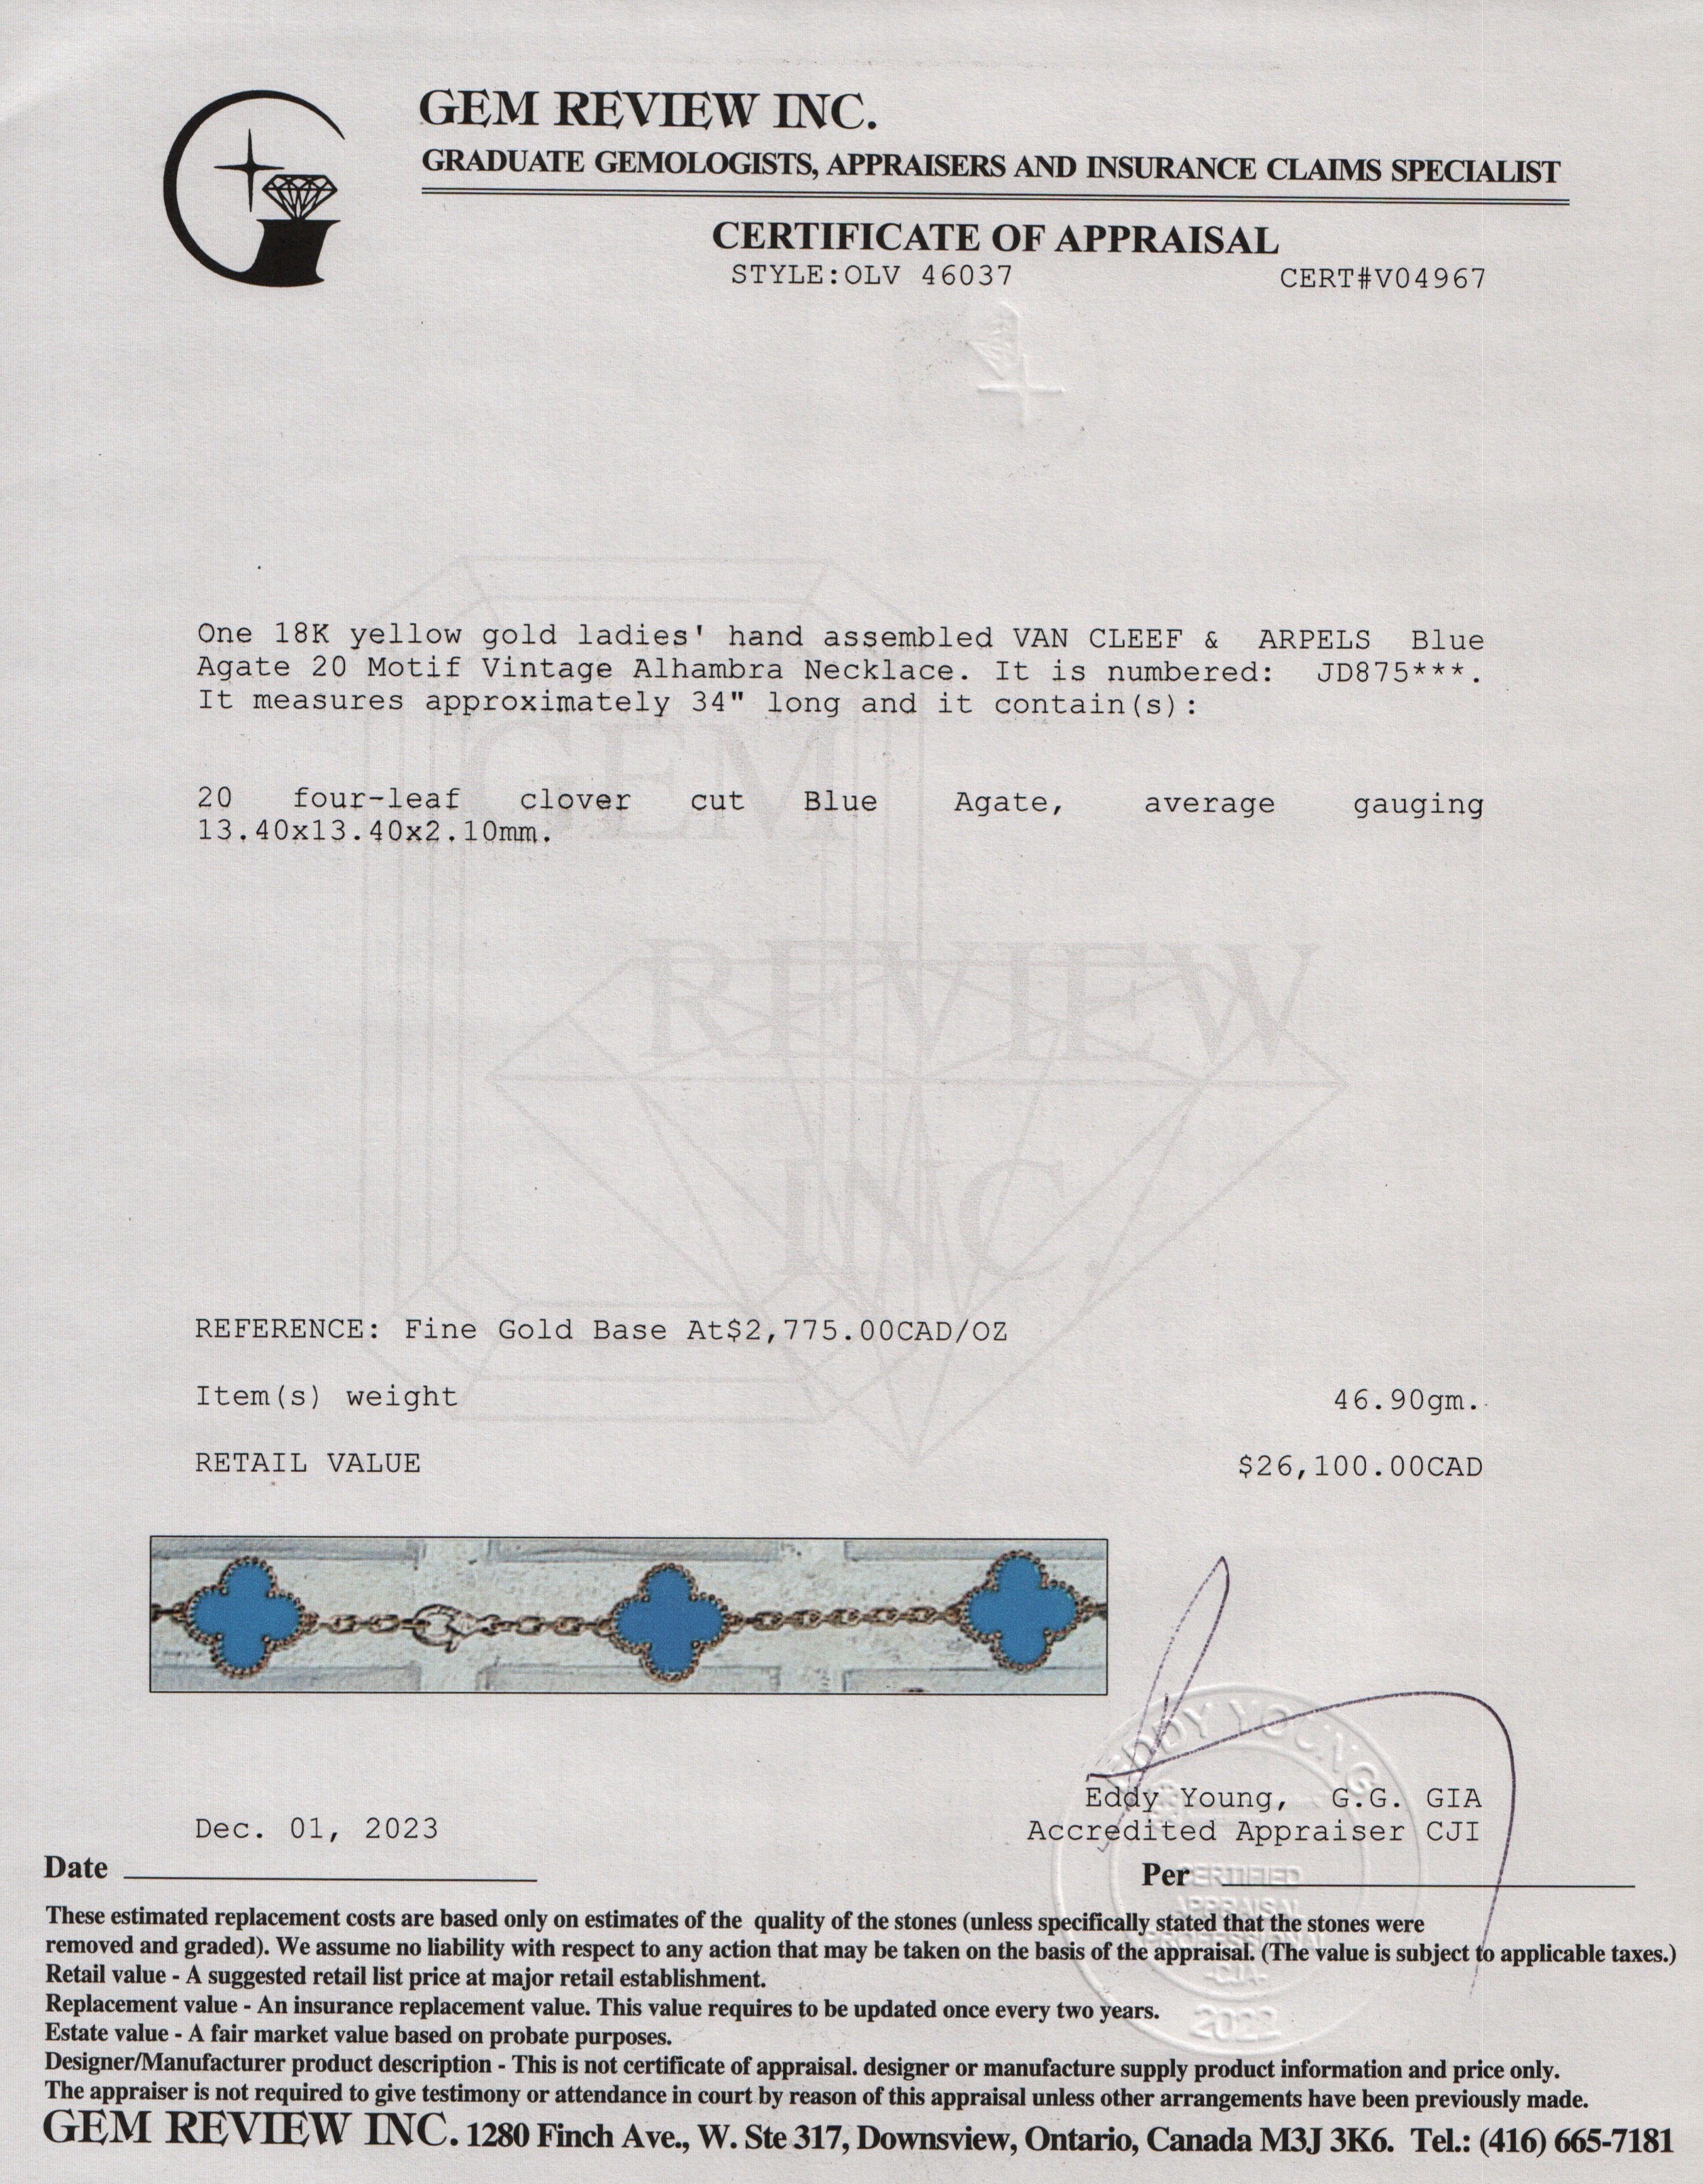 GEM REVIEW INC.
GRADUATE GEMOLOGISTS, APPRAISERS AND INSURANCE CLAIMS SPECIALIST
CERTIFICATE OF APPRAISAL
STYLE:OLV 46037 CERT#V04967
One 18K yellow gold ladies' hand assembled VAN CLEEF & ARPELS Blue
Agate 20 Motif Vintage Alhambra Necklace. It is numbered: JD875***.
It measures approximately 34" long and it contain(s):
20 four-leaf clover cut Blue Agate, average gauging
13.40x13.40x2.10mm.
GEM
REVIEW
INC.
REFERENCE: Fine Gold Base At$2,775.00CAD/OZ
Item(s) weight 46.90gm.
RETAIL VALUE $26,100.00CAD
EDDY YOUNG
Eddy Young, G.G. GIA
Dec. 01, 2023 Accredited Appraiser CJI
Date Per
CERTIFIED
APPRAISAL
PROFESSIONAL
-CJA-
2022
These estimated replacement costs are based only on estimates of the quality of the stones (unless specifically stated that the stones were
removed and graded). We assume no liability with respect to any action that may be taken on the basis of the appraisal. (The value is subject to applicable taxes.)
Retail value - A suggested retail list price at major retail establishment.
Replacement value - An insurance replacement value. This value requires to be updated once every two years.
Estate value - A fair market value based on probate purposes.
Designer/Manufacturer product description - This is not certificate of appraisal. designer or manufacture supply product information and price only.
The appraiser is not required to give testimony or attendance in court by reason of this appraisal unless other arrangements have been previously made.
GEM REVIEW INC. 1280 Finch Ave., W. Ste 317, Downsview, Ontario, Canada M3J 3K6. Tel.: (416) 665-7181